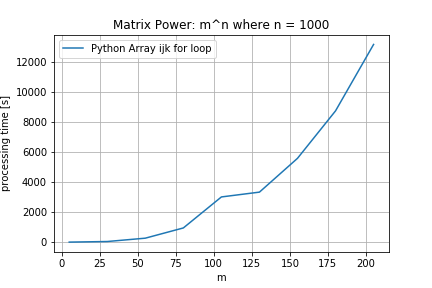 Matrix Power: m^n where n = 1000
Python Array ijk for loop
processing time [s]
12000
10000
8000
6000
4000
2000
0
0 25 50 75 100 125 150 175 200
m